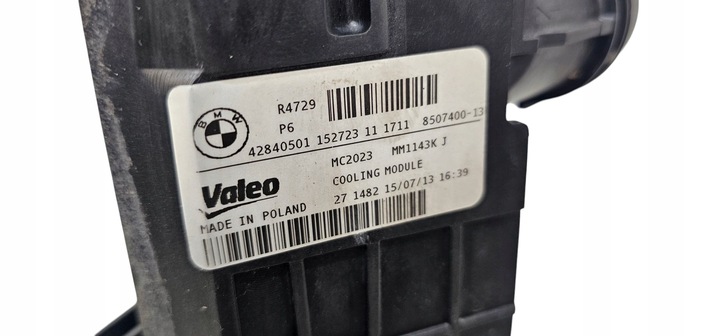 R4729
P6
BMW
42840501 152723 11 1711 8507400-13
MC2023 MM1143K J
Valeo
COOLING MODULE
MADE IN POLAND
27 1482 15/07/13 16:39